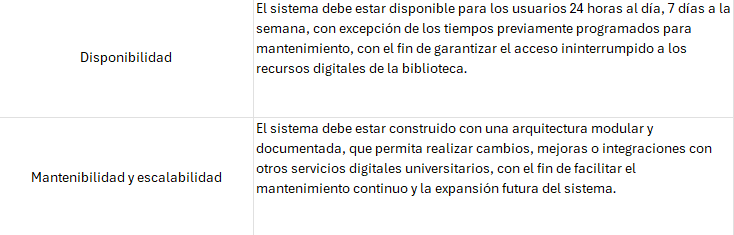 El sistema debe estar disponible para los usuarios 24 horas al día, 7 días a la
semana, con excepción de los tiempos previamente programados para
Disponibilidad
mantenimiento, con el fin de garantizar el acceso ininterrumpido a los
recursos digitales de la biblioteca.
El sistema debe estar construido con una arquitectura modular y
documentada, que permita realizar cambios, mejoras o integraciones con
Mantenibilidad y escalabilidad
otros servicios digitales universitarios, con el fin de facilitar el
mantenimiento continuo y la expansión futura del sistema.